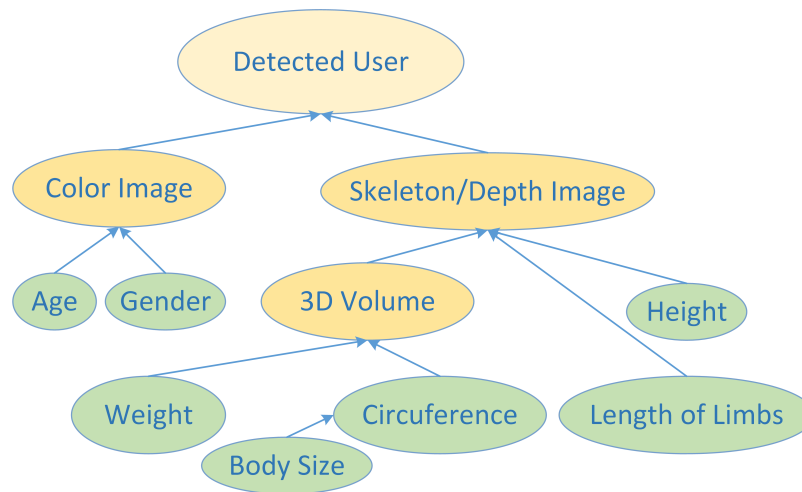 Detected User
Color Image
Skeleton/Depth Image
Age
Gender
3D Volume
Height
Weight
Circuference
Length of Limbs
Body Size